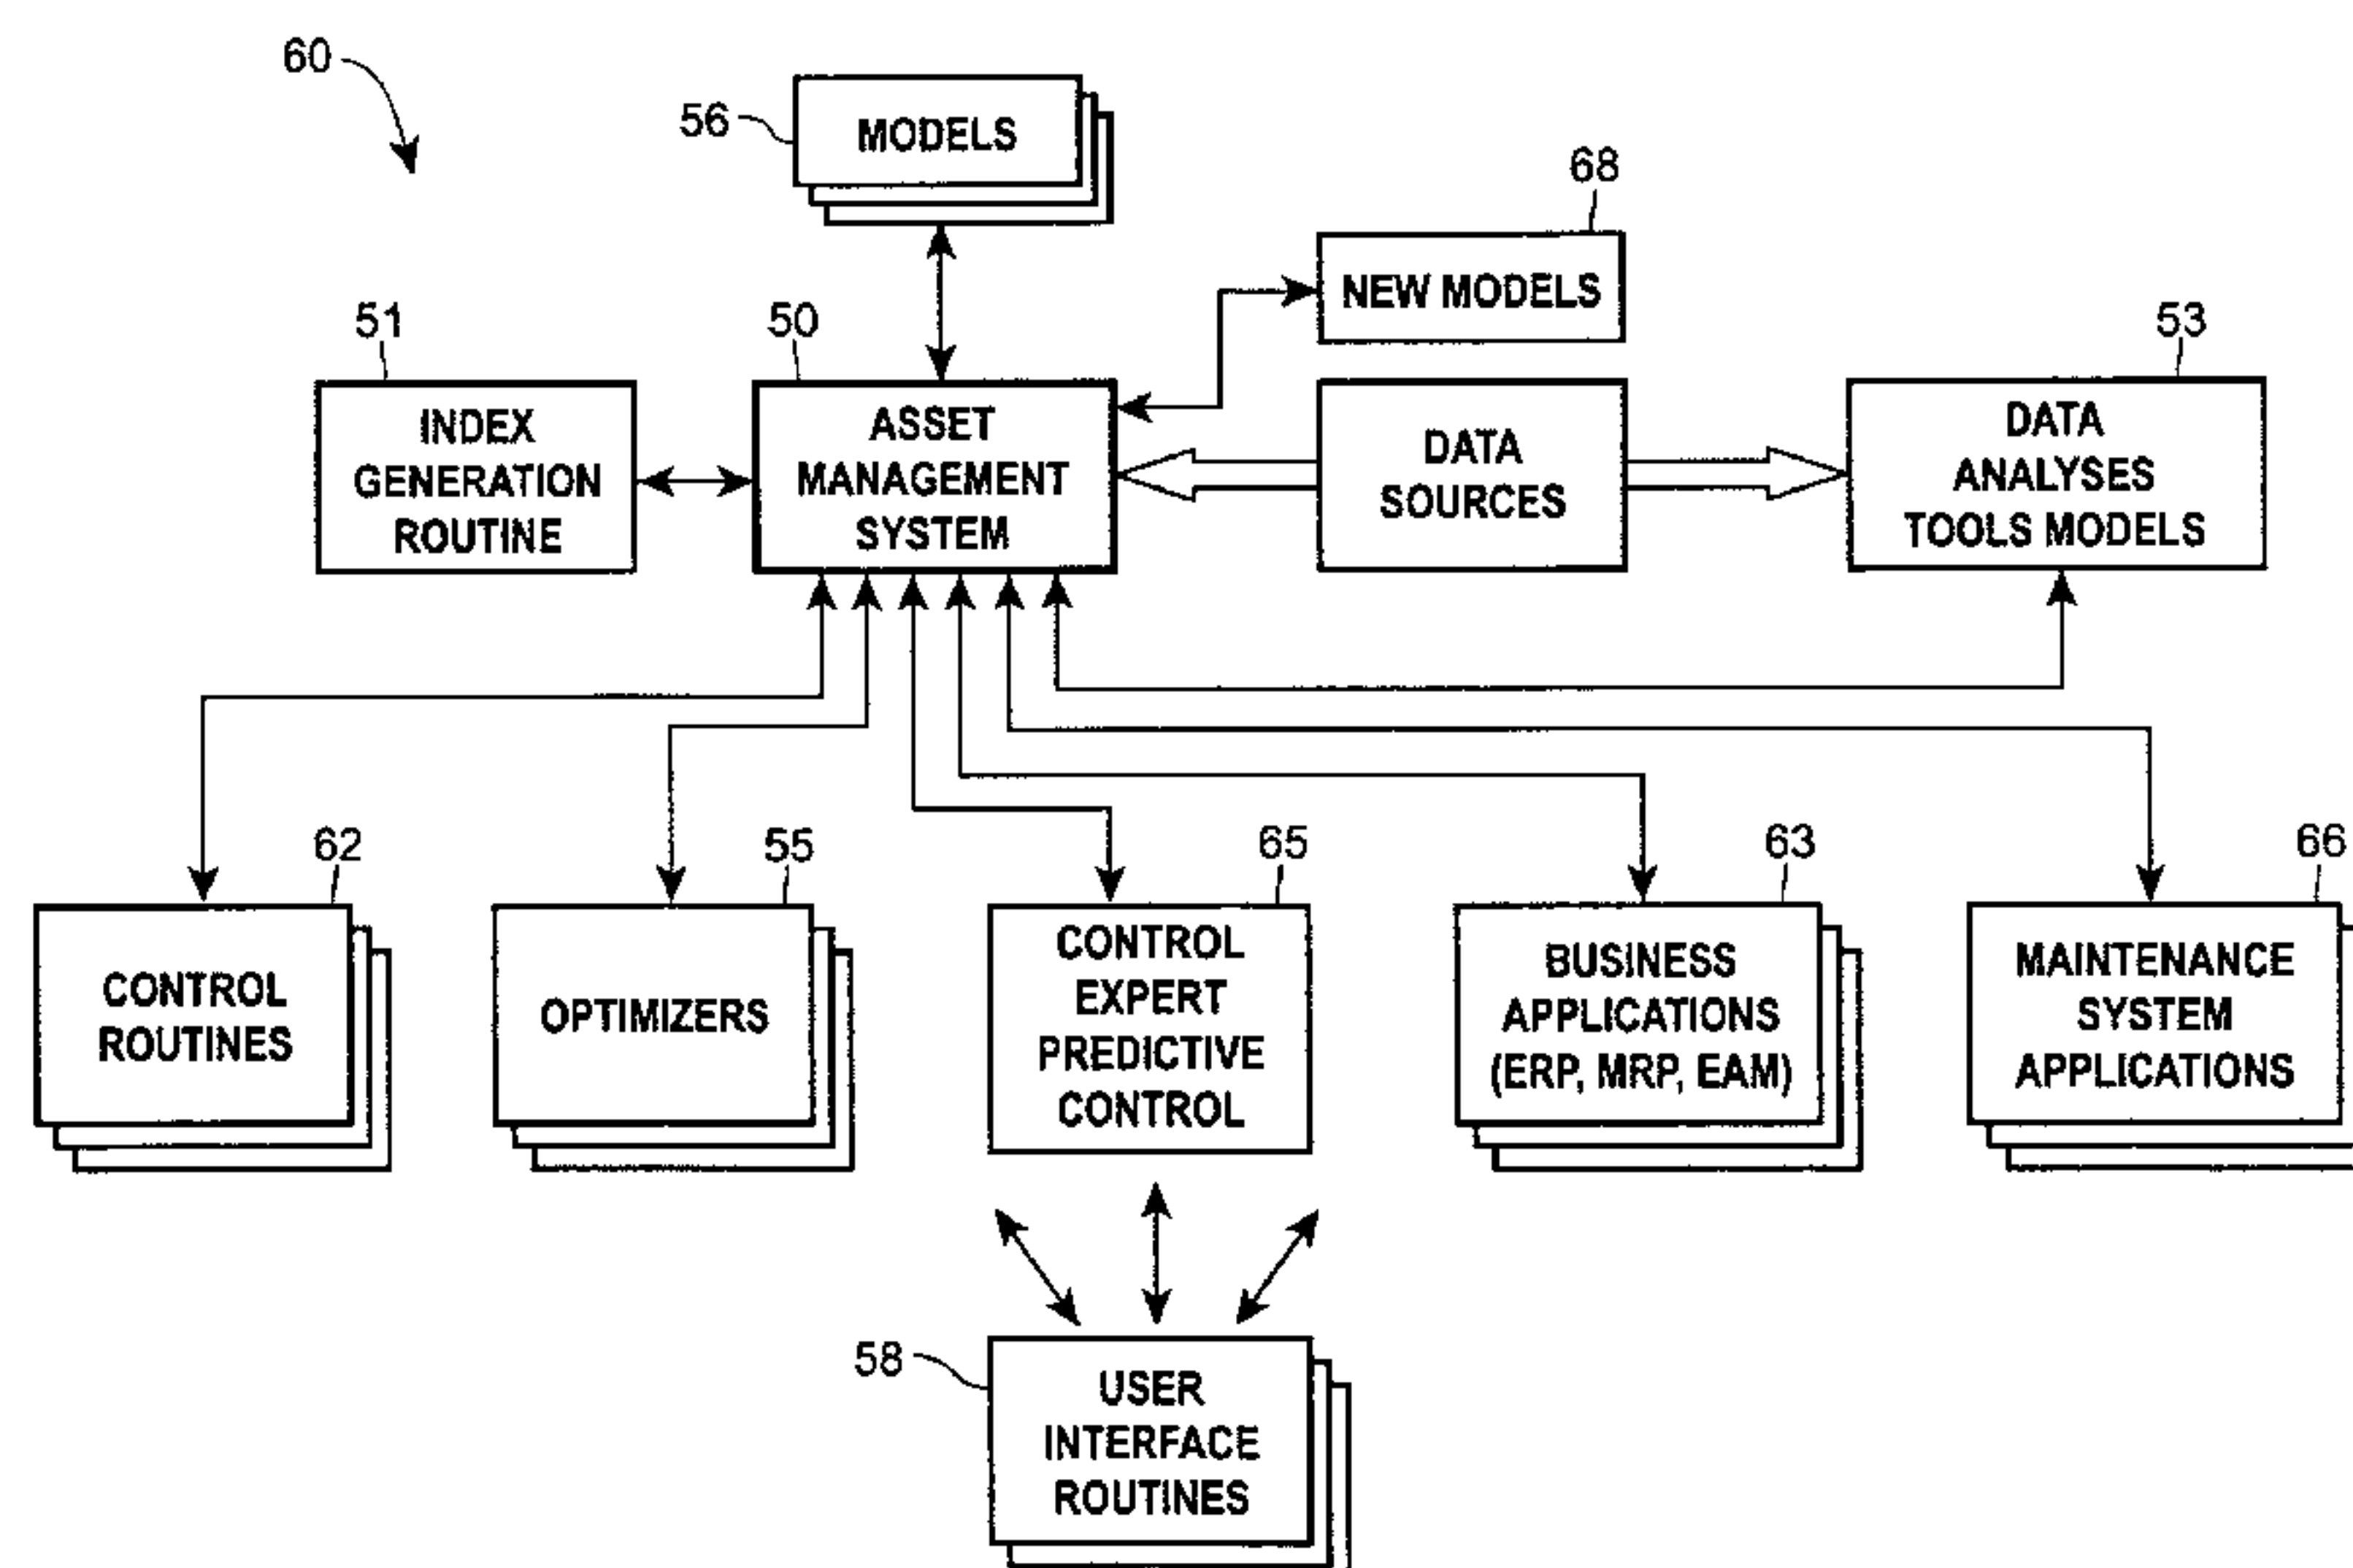 60
56
MODELS
68
NEW MODELS
51
INDEX
GENERATION
ROUTINE
50
ASSET
MANAGEMENT
SYSTEM
DATA
SOURCES
53
DATA
ANALYSES
TOOLS MODELS
62
CONTROL
ROUTINES
55
OPTIMIZERS
65
CONTROL
EXPERT
PREDICTIVE
CONTROL
63
BUSINESS
APPLICATIONS
(ERP, MRP, EAM)
66
MAINTENANCE
SYSTEM
APPLICATIONS
58
USER
INTERFACE
ROUTINES